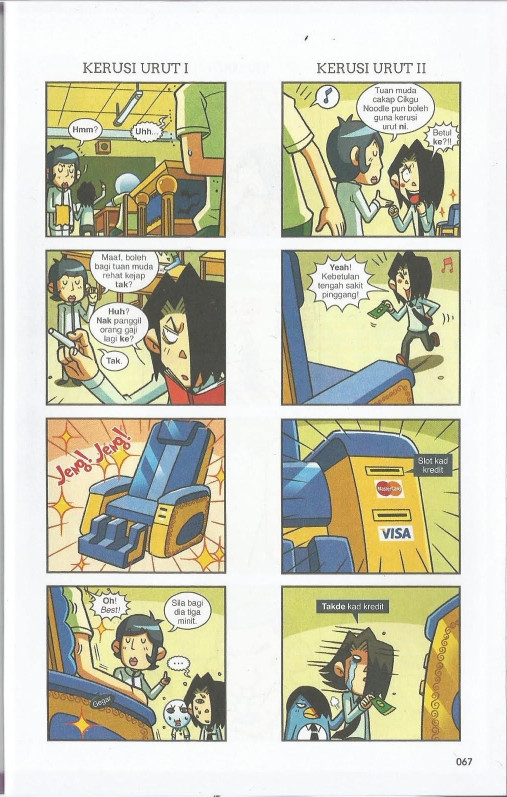 KERUSI URUT I
Hmm?
Uhh...
Maaf, boleh
bagi tuan muda
rehat kejap
tak?
Huh?
Nak panggil
orang gaji
lagi ke?
Tak.
Jeng! Jeng!
Oh!
Best!
Sila bagi
dia tiga
minit.
...
Gegar
KERUSI URUT II
Tuan muda
cakap Cikgu
Noodle pun boleh
guna kerusi
urut ni.
Betul
ke?!!
Yeah!
Kebetulan
tengah sakit
pinggang!
Slot kad
kredit
MasterCard
VISA
Takde kad kredit
067